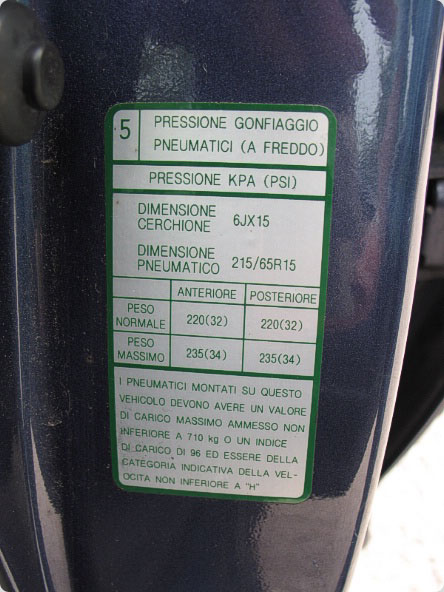 5
PRESSIONE GONFIAGGIO
PNEUMATICI (A FREDDO)
PRESSIONE KPA (PSI)
DIMENSIONE
CERCHIONE 6JX15
DIMENSIONE
PNEUMATICO 215/65R15
ANTERIORE POSTERIORE
PESO
NORMALE 220(32) 220(32)
PESO
MASSIMO 235(34) 235(34)
I PNEUMATICI MONTATI SU QUESTO
VEHICOLO DEVONO AVERE UN VALORE
DI CARICO MASSIMO AMMESSO NON
INFERIORE A 710 kg O UN INDICE
DI CARICO DI 96 ED ESSERE DELLA
CATEGORIA INDICATIVA DELLA VEL-
OCITA NON INFERIORE A "H"